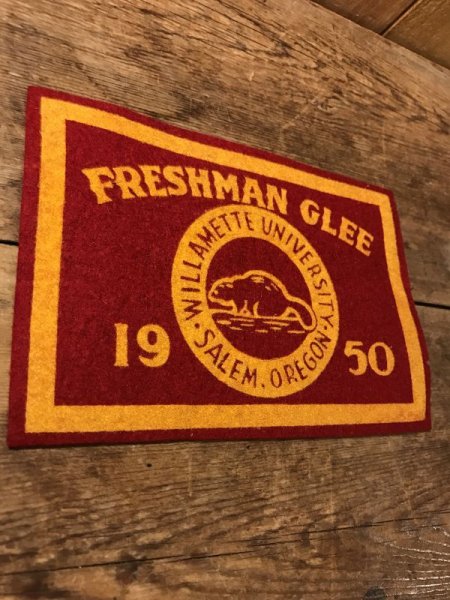 FRESHMAN GLEE
· WILLAMETTE UNIVERSITY ·
SALEM, OREGON
19 50